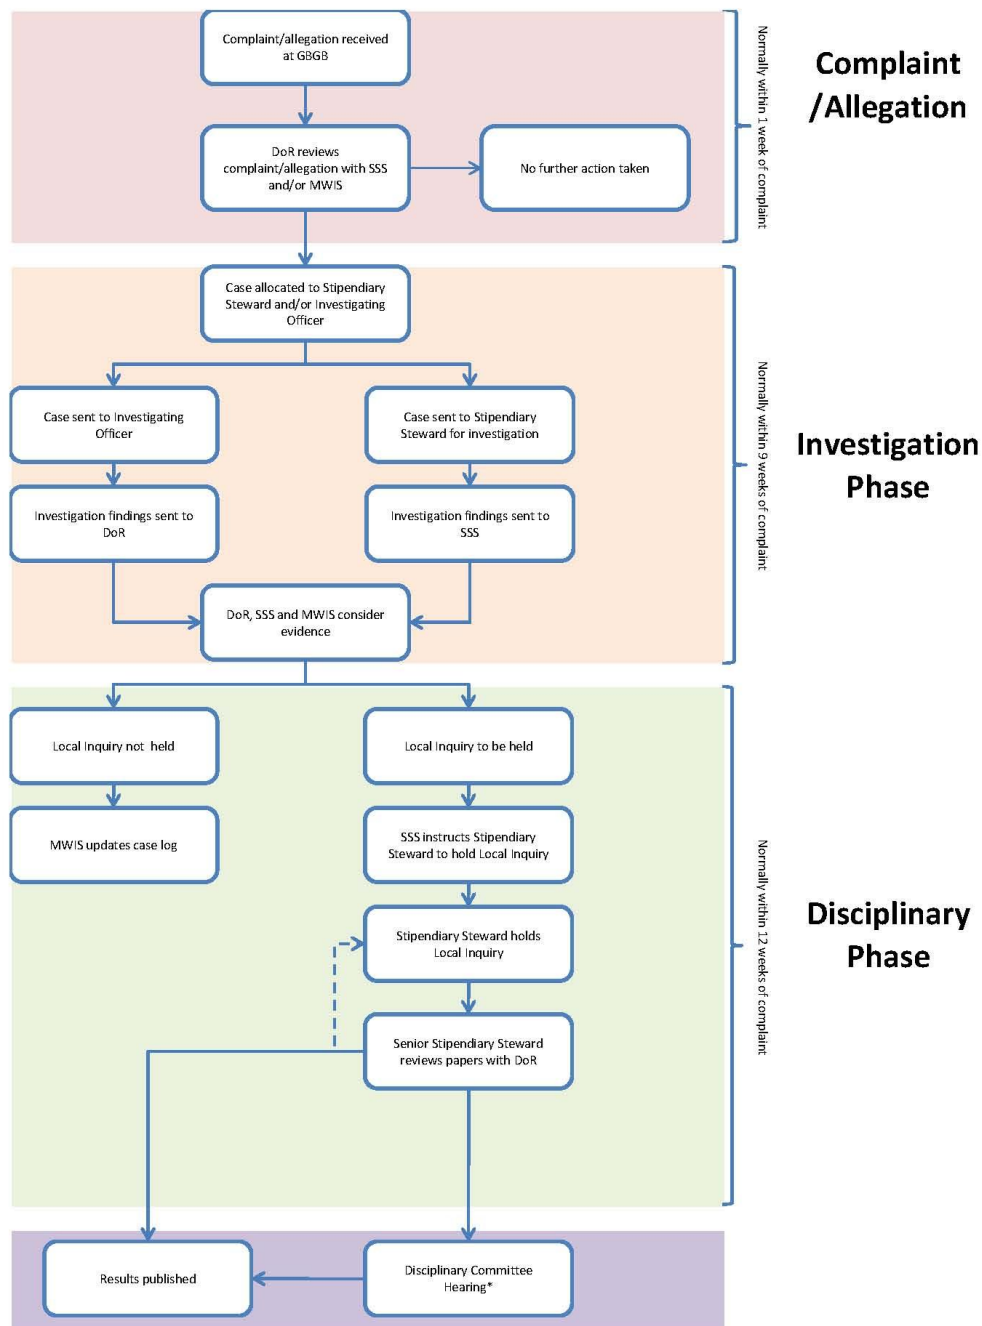 Complaint/allegation received
at GBGB
Normally within 1 week of complaint
Complaint
/Allegation
DoR reviews
complaint/allegation with SSS
and/or MWIS
No further action taken
Case allocated to Stipendiary
Steward and/or Investigating
Officer
Case sent to Investigating
Officer
Case sent to Stipendiary
Steward for investigation
Normally within 9 weeks of complaint
Investigation
Phase
Investigation findings sent to
DoR
Investigation findings sent to
SSS
DoR, SSS and MWIS consider
evidence
Local Inquiry not held
Local Inquiry to be held
MWIS updates case log
SSS instructs Stipendiary
Steward to hold Local Inquiry
Normally within 12 weeks of complaint
Disciplinary
Phase
Stipendiary Steward holds
Local Inquiry
Senior Stipendiary Steward
reviews papers with DoR
Results published
Disciplinary Committee
Hearing*